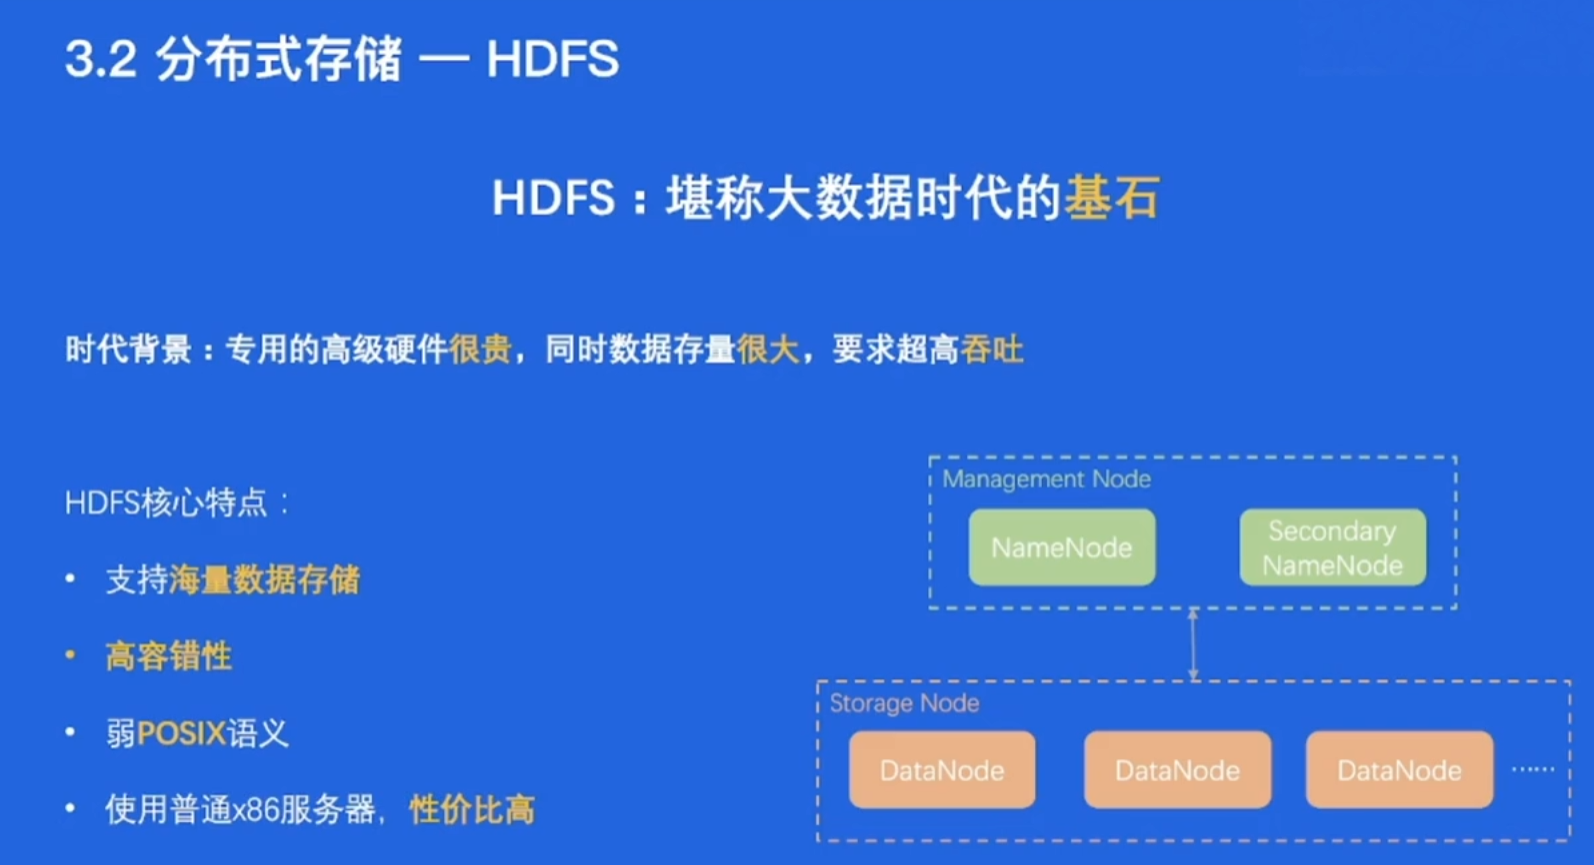 3.2 分布式存储 — HDFS
HDFS：堪称大数据时代的基石
时代背景：专用的高级硬件很贵，同时数据存量很大，要求超高吞吐
HDFS核心特点：
• 支持海量数据存储
• 高容错性
• 弱POSIX语义
• 使用普通x86服务器，性价比高
Management Node
NameNode
Secondary
NameNode
Storage Node
DataNode
DataNode
DataNode
......